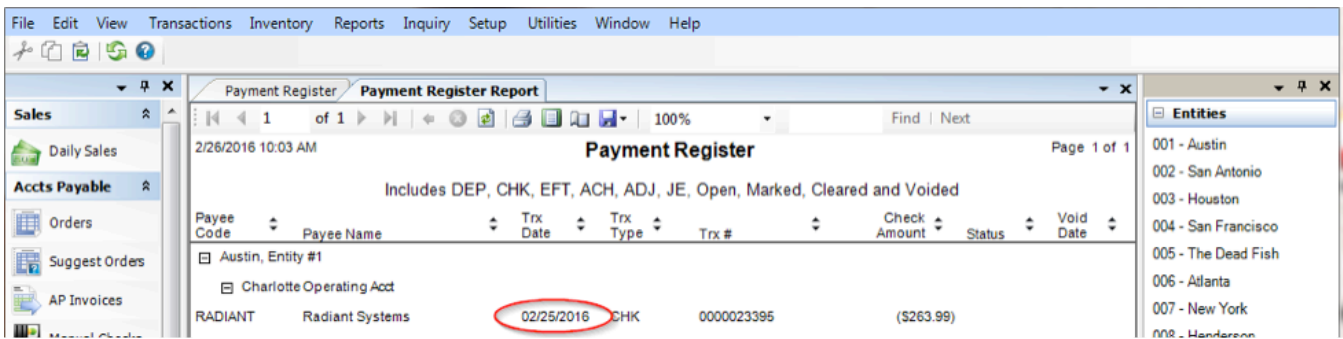 File Edit View Transactions Inventory Reports Inquiry Setup Utilities Window Help
Sales
Daily Sales
Accts Payable
Orders
Suggest Orders
AP Invoices
Manual Checks
Payment Register Payment Register Report
1 of 1 100% Find | Next
2/26/2016 10:03 AM Payment Register Page 1 of 1
Includes DEP, CHK, EFT, ACH, ADJ, JE, Open, Marked, Cleared and Voided
Payee Code Payee Name Trx Date Trx Type Trx # Check Amount Status Void Date
Austin, Entity #1
Charlotte Operating Acct
RADIANT Radiant Systems 02/25/2016 CHK 0000023395 ($263.99)
Entities
001 - Austin
002 - San Antonio
003 - Houston
004 - San Francisco
005 - The Dead Fish
006 - Atlanta
007 - New York
008 - Henderson